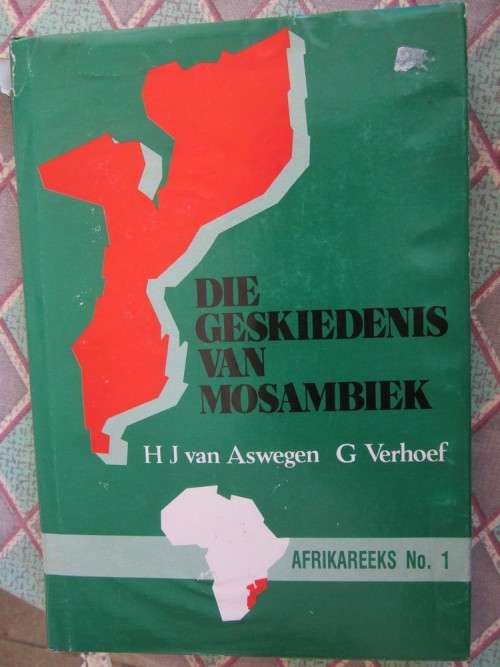 DIE
GESKIEDENIS
VAN
MOSAMBIEK
H J van Aswegen G Verhoef
AFRIKAREEKS No. 1